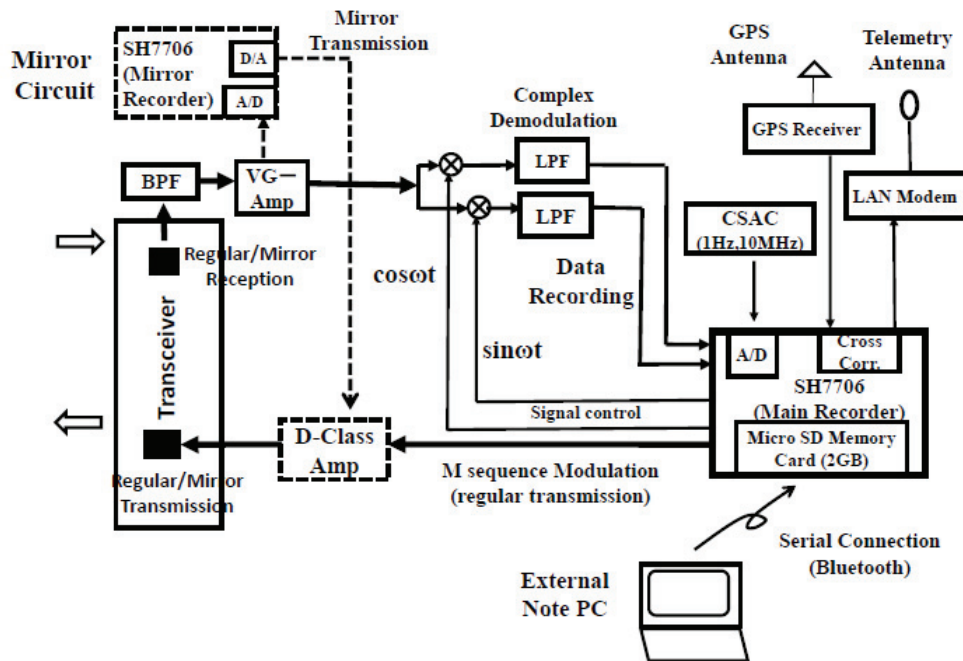 Mirror
Transmission
Mirror
Circuit
SH7706
(Mirror
Recorder)
D/A
A/D
GPS
Antenna
Telemetry
Antenna
Complex
Demodulation
GPS Receiver
BPF
VG－
Amp
LPF
LPF
LAN Modem
CSAC
(1Hz,10MHz)
Regular/Mirror
Reception
cosωt
Data
Recording
Transceiver
sinωt
A/D
Cross
Corr.
SH7706
(Main Recorder)
Signal control
Micro SD Memory
Card (2GB)
D-Class
Amp
M sequence Modulation
(regular transmission)
Regular/Mirror
Transmission
Serial Connection
(Bluetooth)
External
Note PC